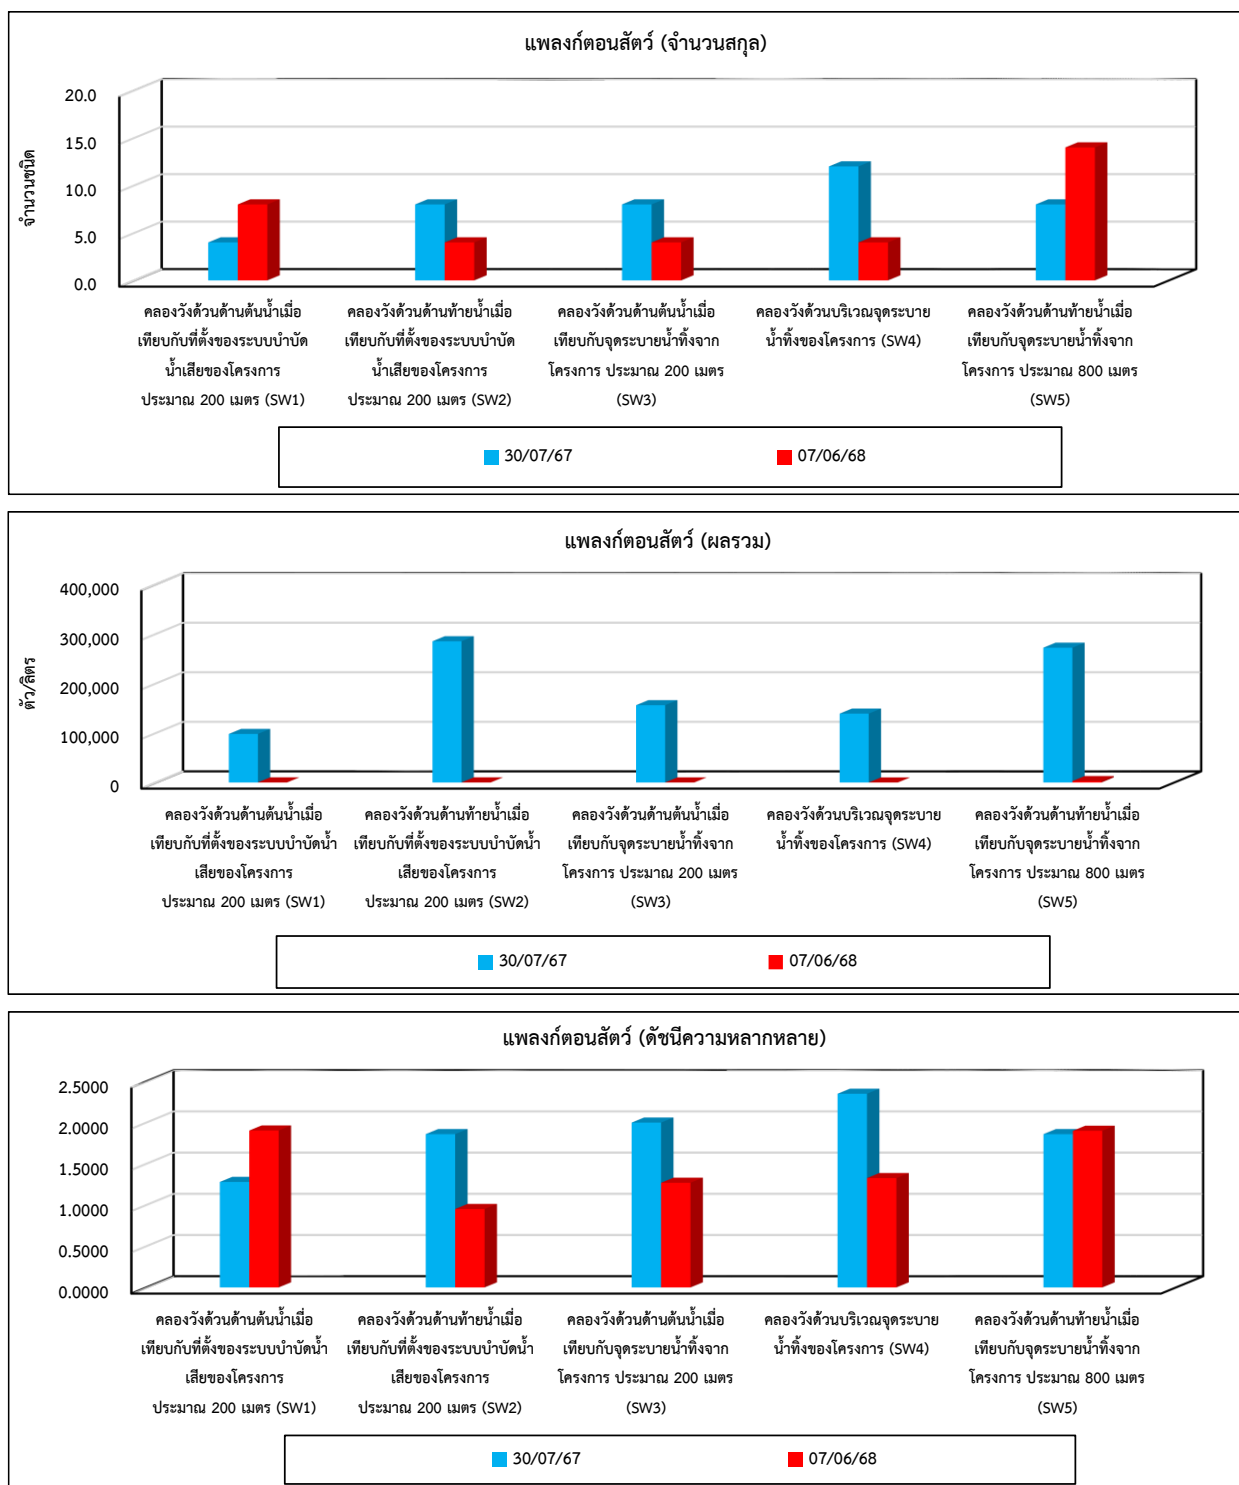 แพลงก์ตอนสัตว์ (จำนวนสกุล)
จำนวนชนิด
20.0
15.0
10.0
5.0
0.0
คลองวังด้วนด้านต้นน้ำเมื่อ
เทียบกับที่ตั้งของระบบบำบัด
น้ำเสียของโครงการ
ประมาณ 200 เมตร (SW1)
คลองวังด้วนด้านท้ายน้ำเมื่อ
เทียบกับที่ตั้งของระบบบำบัด
น้ำเสียของโครงการ
ประมาณ 200 เมตร (SW2)
คลองวังด้วนด้านต้นน้ำเมื่อ
เทียบกับจุดระบายน้ำทิ้งจาก
โครงการ ประมาณ 200 เมตร
(SW3)
คลองวังด้วนบริเวณจุดระบาย
น้ำทิ้งของโครงการ (SW4)
คลองวังด้วนด้านท้ายน้ำเมื่อ
เทียบกับจุดระบายน้ำทิ้งจาก
โครงการ ประมาณ 800 เมตร
(SW5)
30/07/67
07/06/68
แพลงก์ตอนสัตว์ (ผลรวม)
ตัว/ลิตร
400,000
300,000
200,000
100,000
0
คลองวังด้วนด้านต้นน้ำเมื่อ
เทียบกับที่ตั้งของระบบบำบัดน้ำ
เสียของโครงการ
ประมาณ 200 เมตร (SW1)
คลองวังด้วนด้านท้ายน้ำเมื่อ
เทียบกับที่ตั้งของระบบบำบัดน้ำ
เสียของโครงการ
ประมาณ 200 เมตร (SW2)
คลองวังด้วนด้านต้นน้ำเมื่อ
เทียบกับจุดระบายน้ำทิ้งจาก
โครงการ ประมาณ 200 เมตร
(SW3)
คลองวังด้วนบริเวณจุดระบาย
น้ำทิ้งของโครงการ (SW4)
คลองวังด้วนด้านท้ายน้ำเมื่อ
เทียบกับจุดระบายน้ำทิ้งจาก
โครงการ ประมาณ 800 เมตร
(SW5)
30/07/67
07/06/68
แพลงก์ตอนสัตว์ (ดัชนีความหลากหลาย)
2.5000
2.0000
1.5000
1.0000
0.5000
0.0000
คลองวังด้วนด้านต้นน้ำเมื่อ
เทียบกับที่ตั้งของระบบบำบัดน้ำ
เสียของโครงการ
ประมาณ 200 เมตร (SW1)
คลองวังด้วนด้านท้ายน้ำเมื่อ
เทียบกับที่ตั้งของระบบบำบัดน้ำ
เสียของโครงการ
ประมาณ 200 เมตร (SW2)
คลองวังด้วนด้านต้นน้ำเมื่อ
เทียบกับจุดระบายน้ำทิ้งจาก
โครงการ ประมาณ 200 เมตร
(SW3)
คลองวังด้วนบริเวณจุดระบาย
น้ำทิ้งของโครงการ (SW4)
คลองวังด้วนด้านท้ายน้ำเมื่อ
เทียบกับจุดระบายน้ำทิ้งจาก
โครงการ ประมาณ 800 เมตร
(SW5)
30/07/67
07/06/68